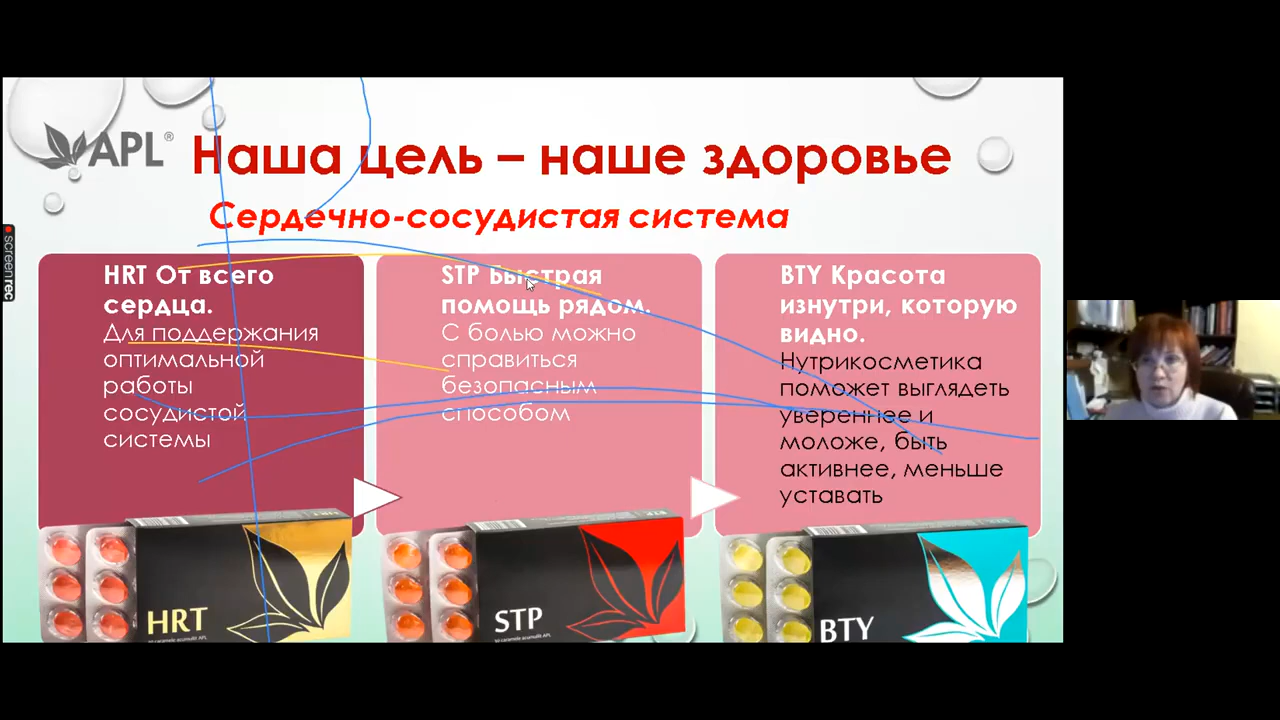 APL®
Наша цель – наше здоровье
Сердечно-сосудистая система
HRT От всего
сердца.
Для поддержания
оптимальной
работы
сосудистой
системы
STP Быстрая
помощь рядом.
С болью можно
справиться
безопасным
способом
BTY Красота
изнутри, которую
видно.
Нутрикосметика
поможет выглядеть
увереннее и
моложе, быть
активнее, меньше
уставать
HRT
STP
BTY
screenrec